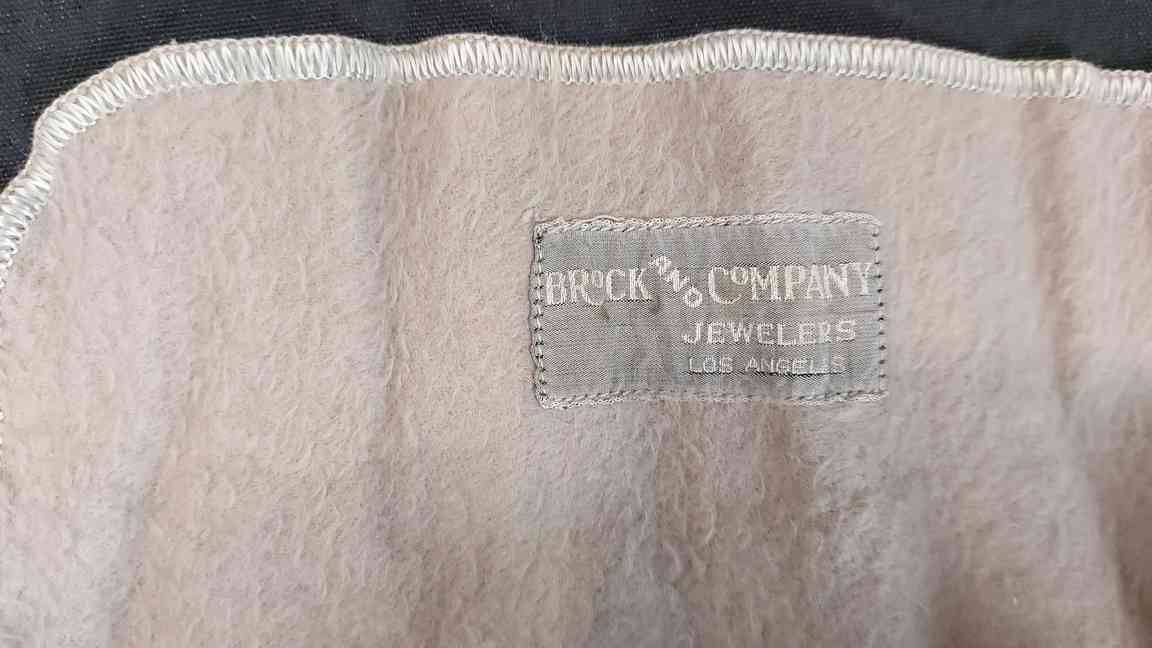 BROCK AND COMPANY
JEWELERS
LOS ANGELES